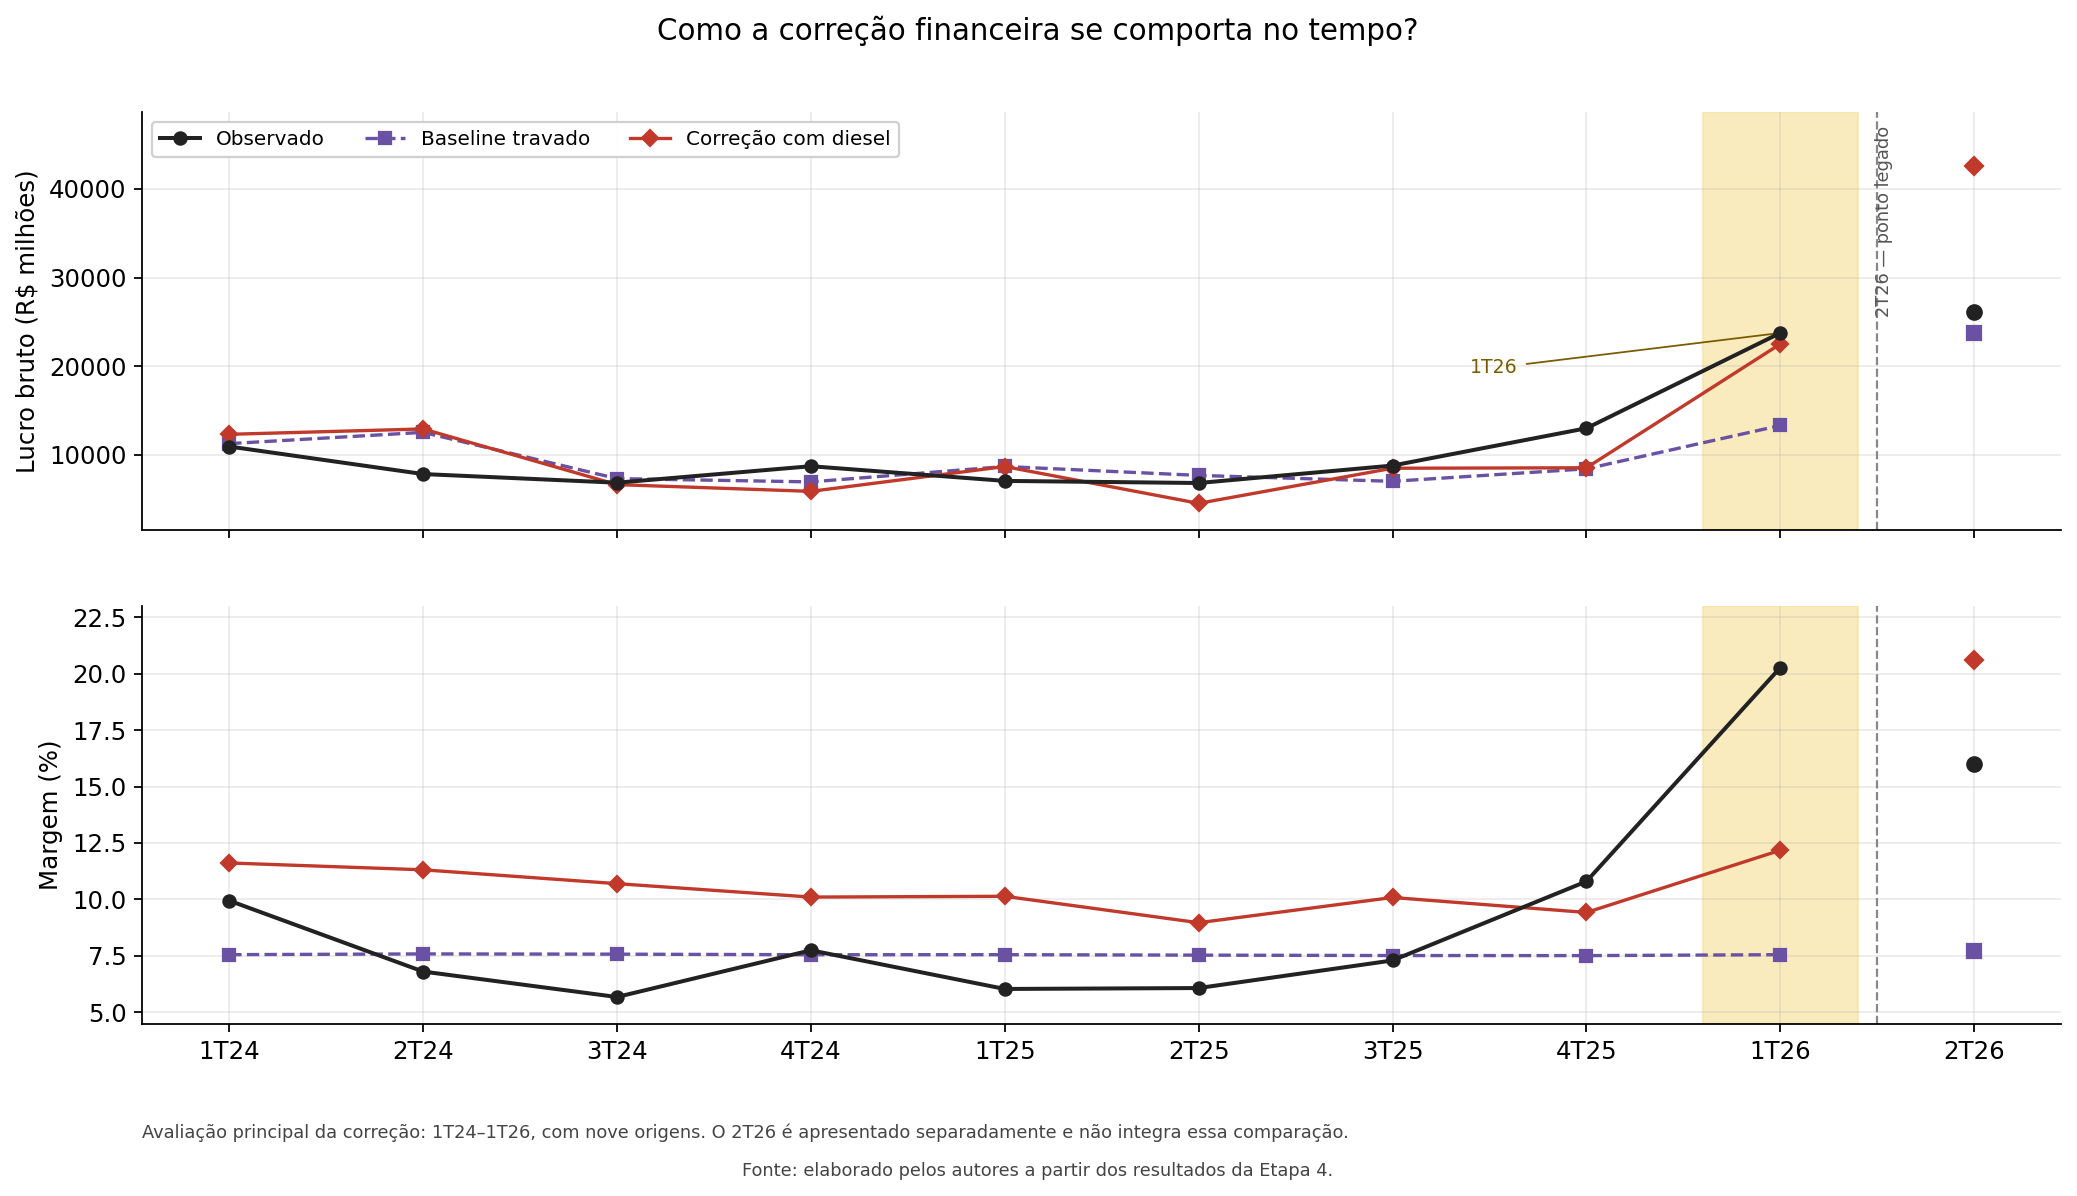 Como a correção financeira se comporta no tempo?
Observado
Baseline travado
Correção com diesel
Lucro bruto (R$ milhões)
40000
30000
20000
10000
1T26
2T26 — ponto legado
Margem (%)
22.5
20.0
17.5
15.0
12.5
10.0
7.5
5.0
1T24 2T24 3T24 4T24 1T25 2T25 3T25 4T25 1T26 2T26
Avaliação principal da correção: 1T24–1T26, com nove origens. O 2T26 é apresentado separadamente e não integra essa comparação.
Fonte: elaborado pelos autores a partir dos resultados da Etapa 4.